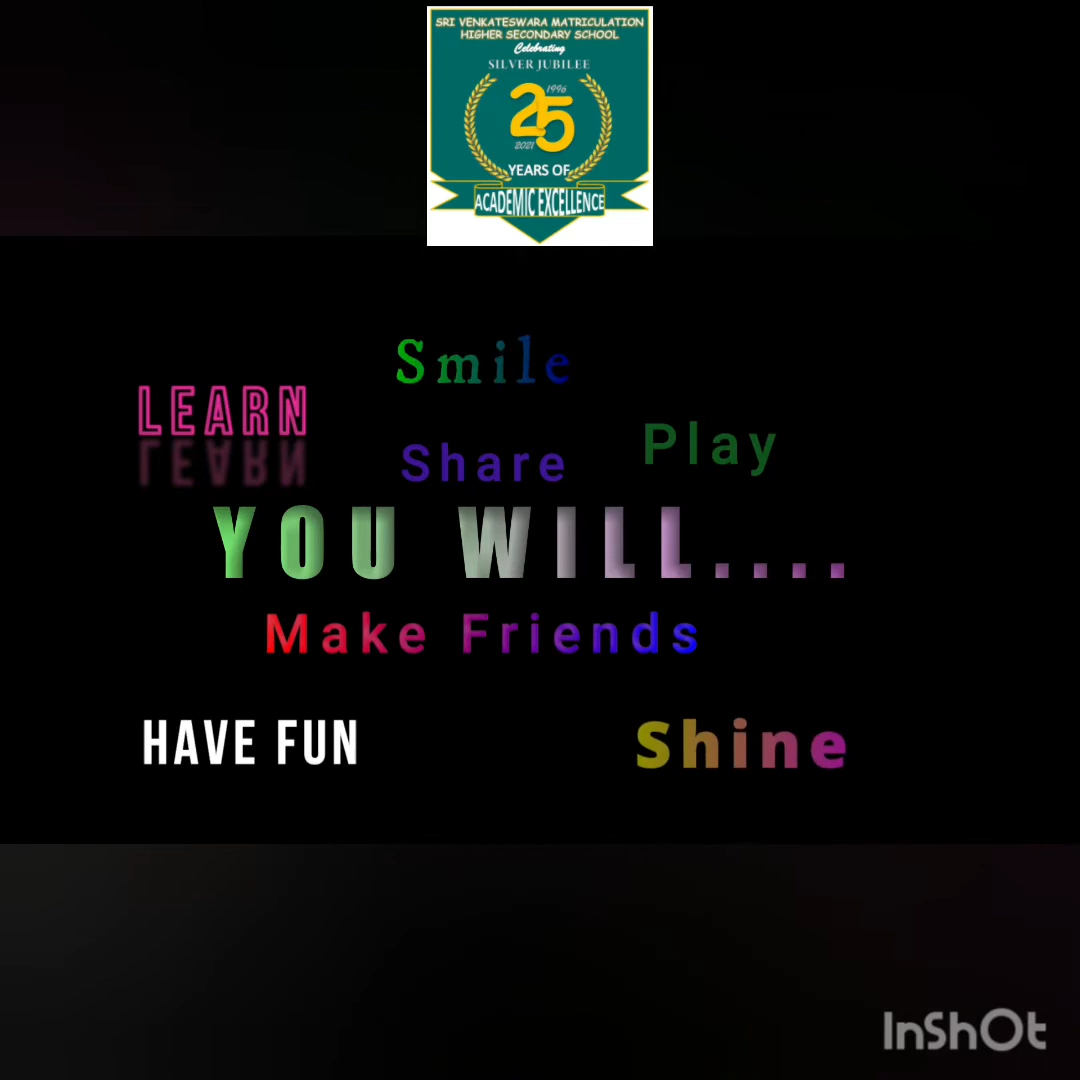 SRI VENKATESWARA MATRICULATION
HIGHER SECONDARY SCHOOL
Celebrating
SILVER JUBILEE
1996
25
2021
YEARS OF
ACADEMIC EXCELLENCE
Smile
LEARN
Share
Play
YOU WILL....
Make Friends
HAVE FUN
Shine
InShOt